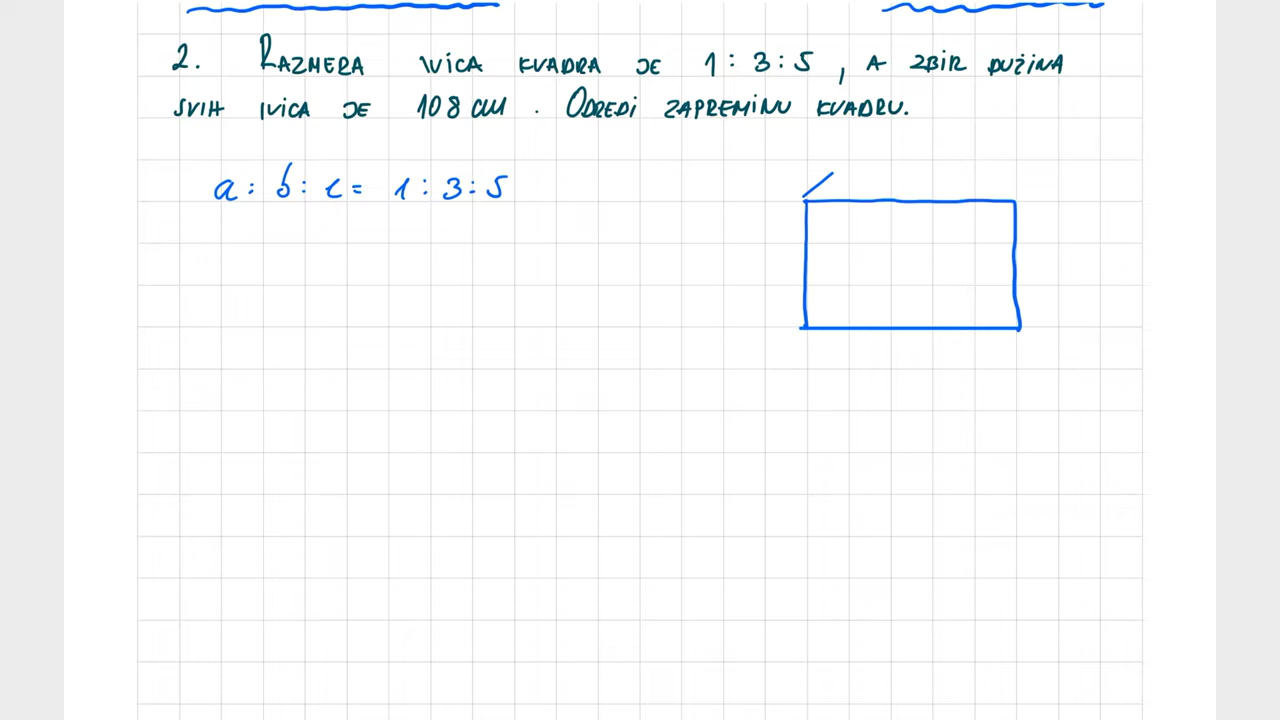 2. RAZMERA IVICA KVADRA JE 1:3:5, A ZBIR DUŽINA
SVIH IVICA JE 108 CM. ODREDI ZAPREMINU KVADRU.
a:b:c= 1:3:5